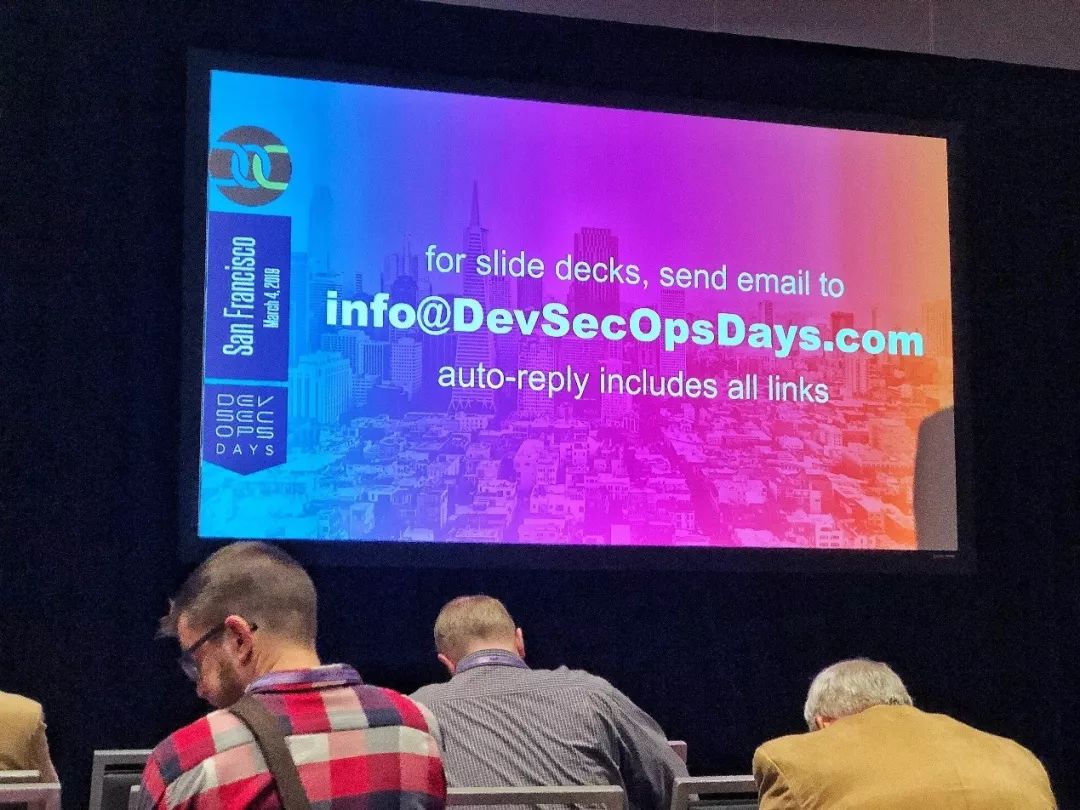 San Francisco
March 4, 2019
DEV
SEC
OPS
DAYS
for slide decks, send email to
info@DevSecOpsDays.com
auto-reply includes all links